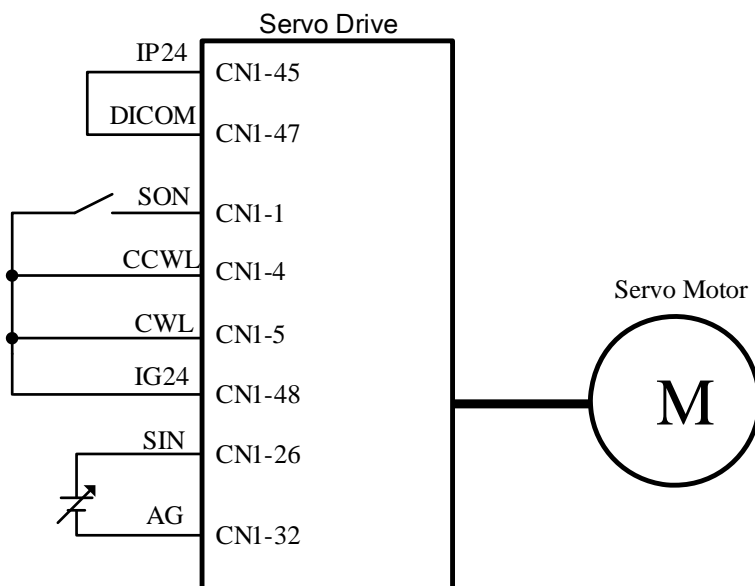 Servo Drive
IP24 CN1-45
DICOM CN1-47
SON CN1-1
CCWL CN1-4
CWL CN1-5
IG24 CN1-48
SIN CN1-26
AG CN1-32
Servo Motor
M